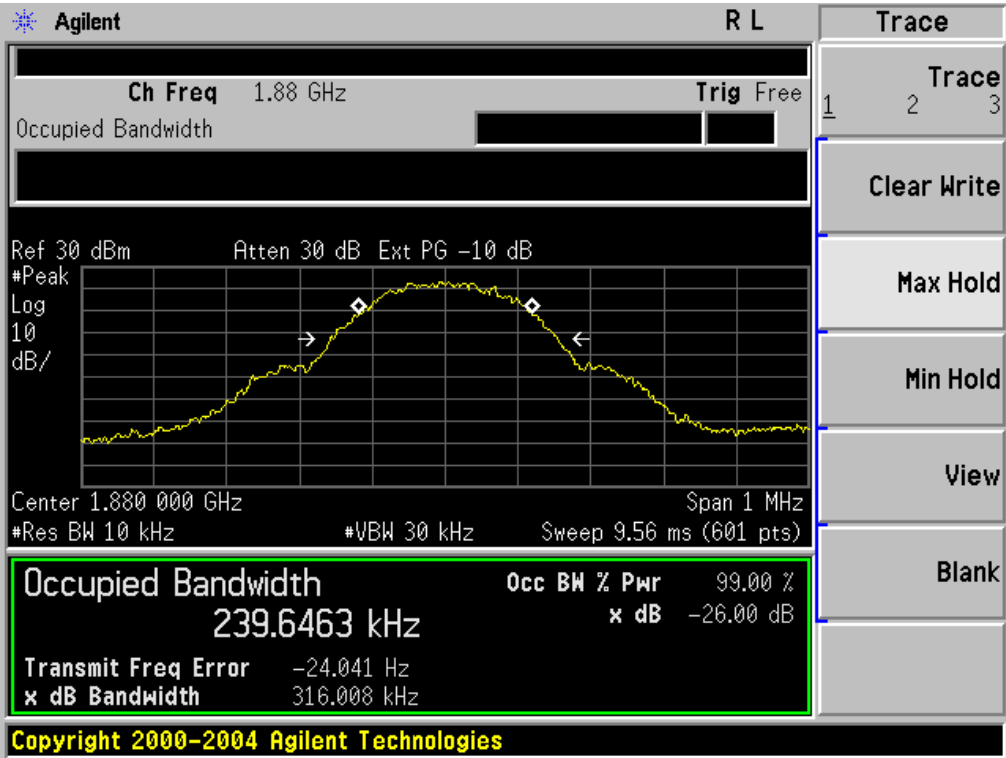 Agilent R L Trace
Ch Freq 1.88 GHz Trig Free
Occupied Bandwidth
Trace
1 2 3
Clear Write
Max Hold
Min Hold
View
Blank
Ref 30 dBm Atten 30 dB Ext PG −10 dB
#Peak
Log
10
dB/
Center 1.880 000 GHz Span 1 MHz
#Res BW 10 kHz #VBW 30 kHz Sweep 9.56 ms (601 pts)
Occupied Bandwidth Occ BW % Pwr 99.00 %
239.6463 kHz x dB −26.00 dB
Transmit Freq Error −24.041 Hz
x dB Bandwidth 316.008 kHz
Copyright 2000−2004 Agilent Technologies